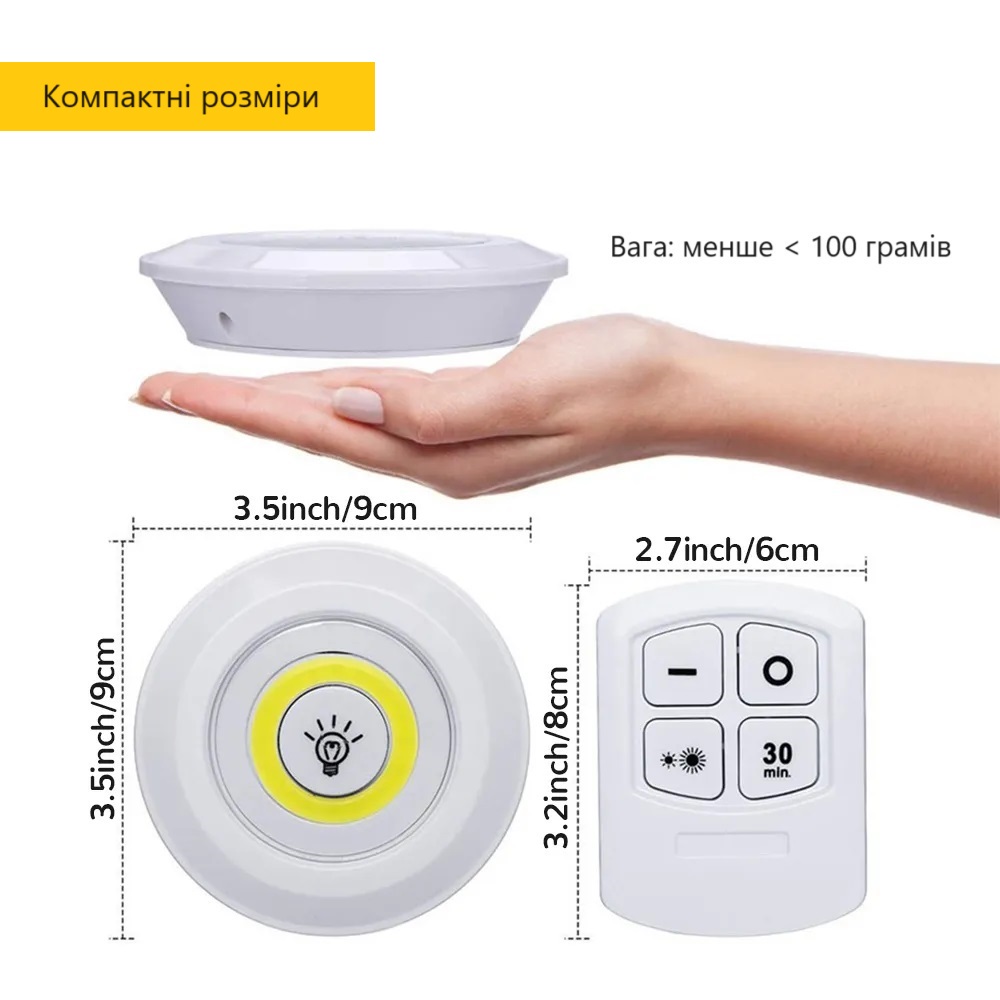 Компактні розміри
Вага: менше < 100 грамів
3.5inch/9cm
2.7inch/6cm
3.5inch/9cm
3.2inch/8cm
30
min.